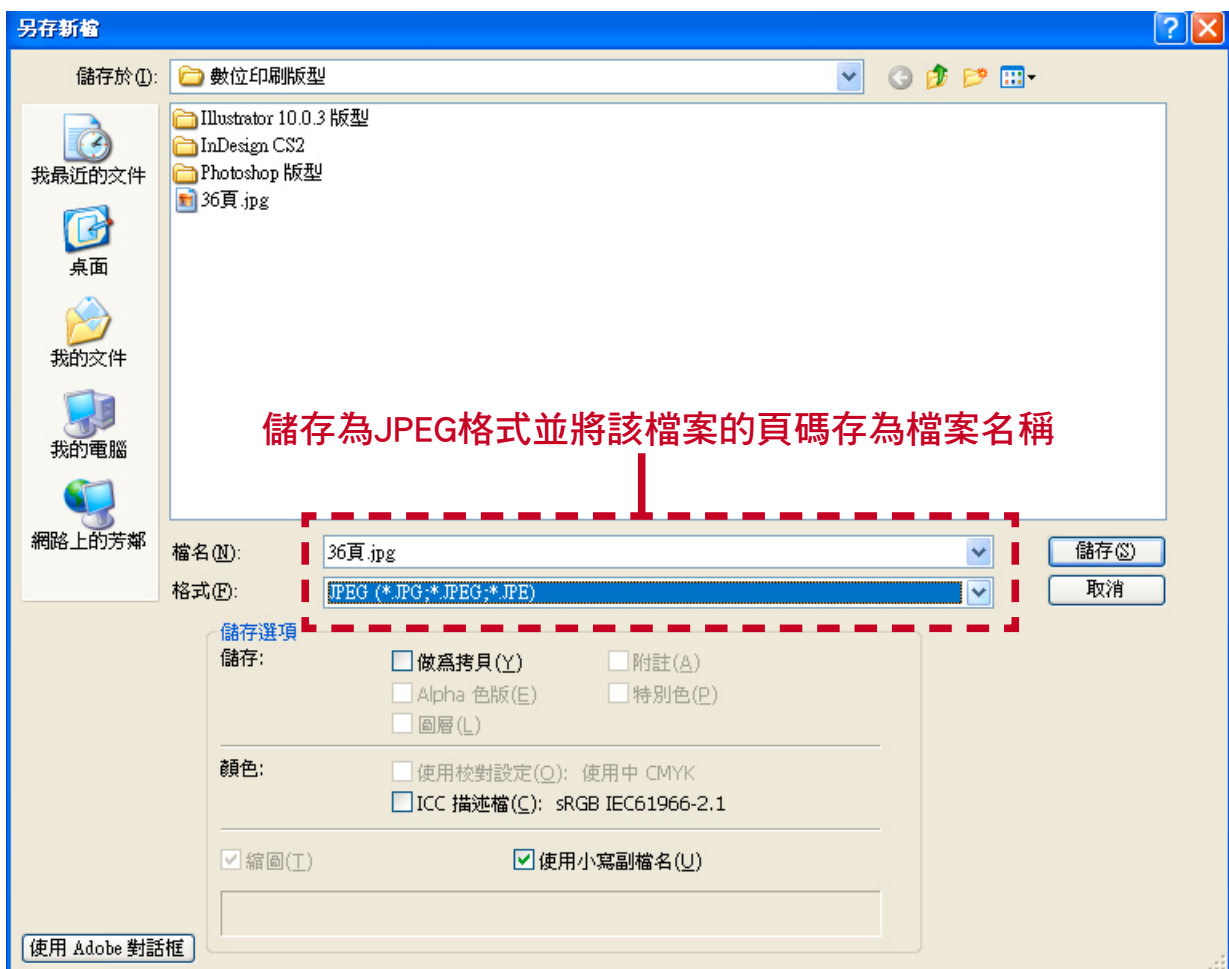 另存新檔
儲存於(I):
數位印刷版型
Illustrator 10.0.3 版型
InDesign CS2
Photoshop 版型
36頁.jpg
我最近的文件
桌面
我的文件
我的電腦
網路上的芳鄰
儲存為JPEG格式並將該檔案的頁碼存為檔案名稱
檔名(N):
36頁.jpg
儲存(S)
格式(F):
JPEG (*.JPG;*.JPEG;*.JPE)
取消
儲存選項
儲存:
做為拷貝(Y)
附註(A)
Alpha 色版(E)
特別色(P)
圖層(L)
顏色:
使用校對設定(O): 使用中 CMYK
ICC 描述檔(C): sRGB IEC61966-2.1
縮圖(T)
使用小寫副檔名(U)
使用 Adobe 對話框